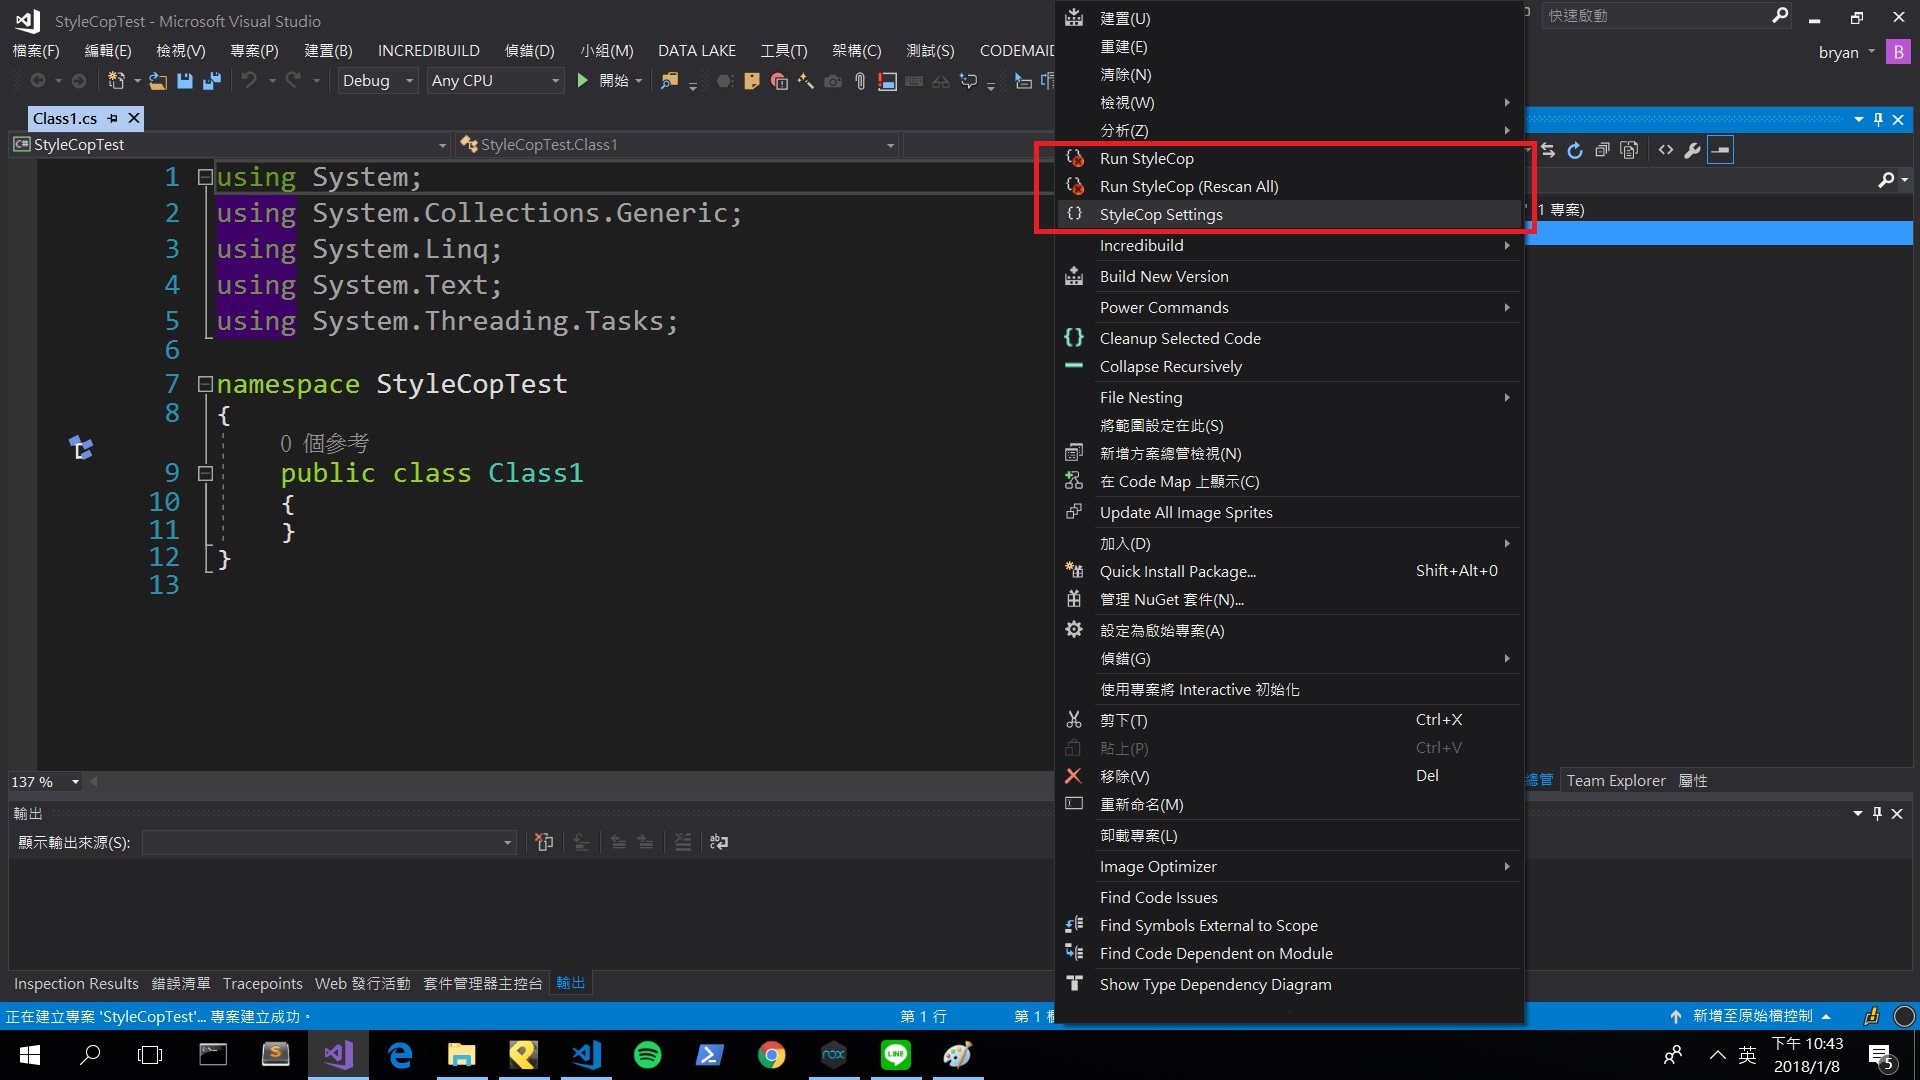 StyleCopTest - Microsoft Visual Studio
快速啟動
檔案(F) 編輯(E) 檢視(V) 專案(P) 建置(B) INCREDIBUILD 偵錯(D) 小組(M) DATA LAKE 工具(T) 架構(C) 測試(S) CODEMAID
bryan B
Debug Any CPU 開始
Class1.cs
StyleCopTest StyleCopTest.Class1
1 using System;
2 using System.Collections.Generic;
3 using System.Linq;
4 using System.Text;
5 using System.Threading.Tasks;
6
7 namespace StyleCopTest
8 {
0 個參考
9 public class Class1
10 {
11 }
12 }
13
137 %
建置(U)
重建(E)
清除(N)
檢視(W)
分析(Z)
Run StyleCop
Run StyleCop (Rescan All)
StyleCop Settings
Incredibuild
Build New Version
Power Commands
Cleanup Selected Code
Collapse Recursively
File Nesting
將範圍設定在此(S)
新增方案總管檢視(N)
在 Code Map 上顯示(C)
Update All Image Sprites
加入(D)
Quick Install Package... Shift+Alt+0
管理 NuGet 套件(N)...
設定為啟始專案(A)
偵錯(G)
使用專案將 Interactive 初始化
剪下(T) Ctrl+X
貼上(P) Ctrl+V
移除(V) Del
重新命名(M)
卸載專案(L)
Image Optimizer
Find Code Issues
Find Symbols External to Scope
Find Code Dependent on Module
Show Type Dependency Diagram
1 專案)
總管 Team Explorer 屬性
輸出
顯示輸出來源(S):
Inspection Results 錯誤清單 Tracepoints Web 發行活動 套件管理器主控台 輸出
正在建立專案 'StyleCopTest'... 專案建立成功。 第 1 行 第 1 新增至原始檔控制
nox LINE 英 下午 10:43
2018/1/8 5